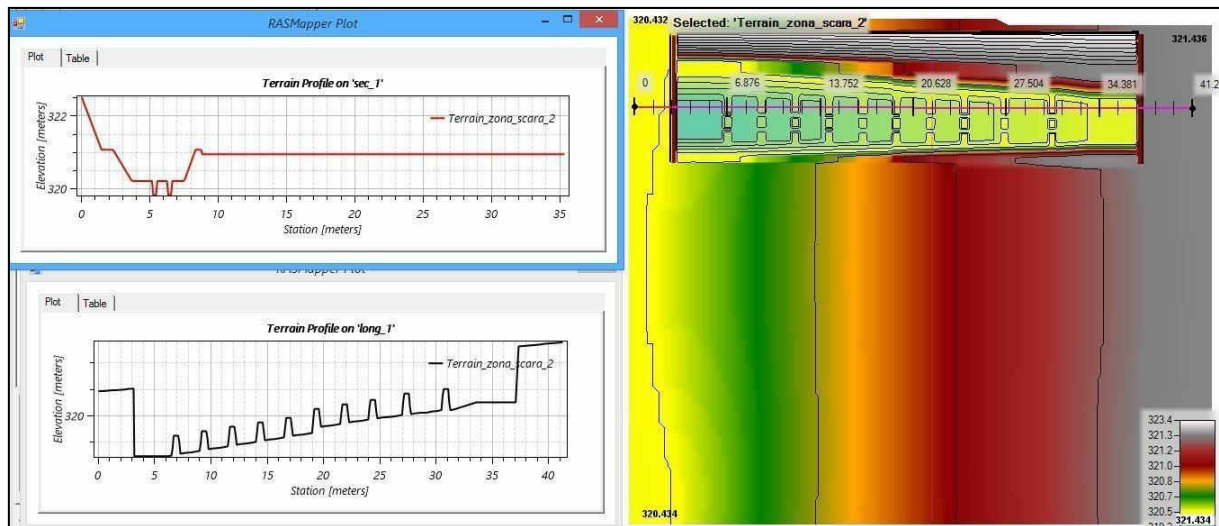 RASMapper Plot
Plot Table
Terrain Profile on 'sec_1'
Terrain_zona_scara_2
322
320
Elevation [meters]
0 5 10 15 20 25 30 35
Station [meters]
RASMapper Plot
Plot Table
Terrain Profile on 'long_1'
Terrain_zona_scara_2
320
Elevation [meters]
0 5 10 15 20 25 30 35 40
Station [meters]
320.432 Selected: 'Terrain_zona_scara_2'
321.436
0 6.876 13.752 20.628 27.504 34.381 41.2
323.4
321.3
321.2
321.0
320.8
320.7
320.5
320.434
321.434